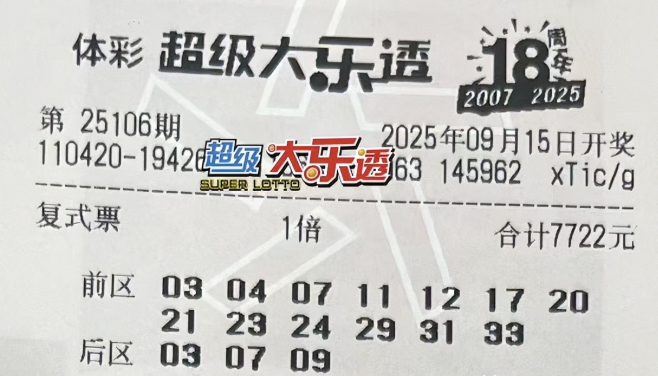 体彩 超级大乐透 18周年
2007 2025
第 25106期 2025年09月15日开奖
110420-19426 63 145962 xTic/g
超级大乐透
SUPER LOTTO
复式票 1倍 合计7722元
前区 03 04 07 11 12 17 20
21 23 24 29 31 33
后区 03 07 09